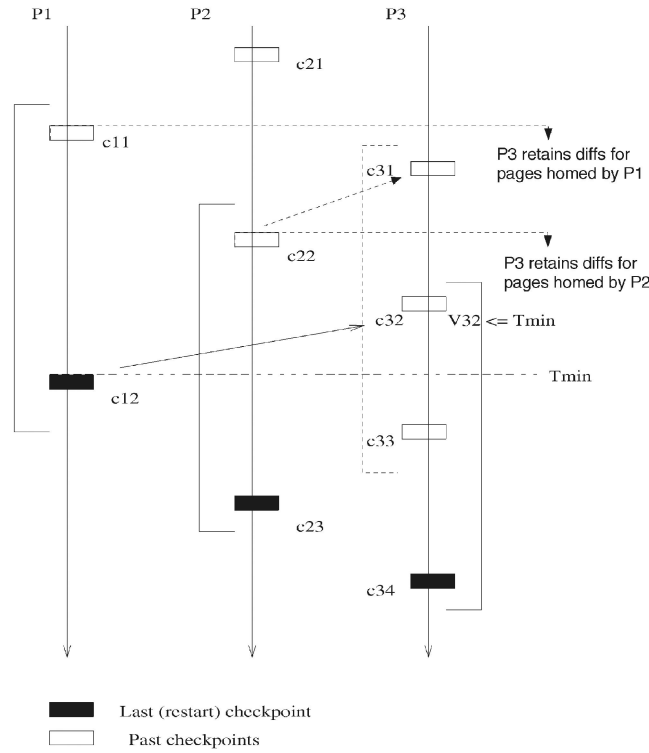 P1 P2 P3
c21
c11
P3 retains diffs for
pages homed by P1
c31
c22
P3 retains diffs for
pages homed by P2
c32 V32 <= Tmin
Tmin
c12
c33
c23
c34
Last (restart) checkpoint
Past checkpoints